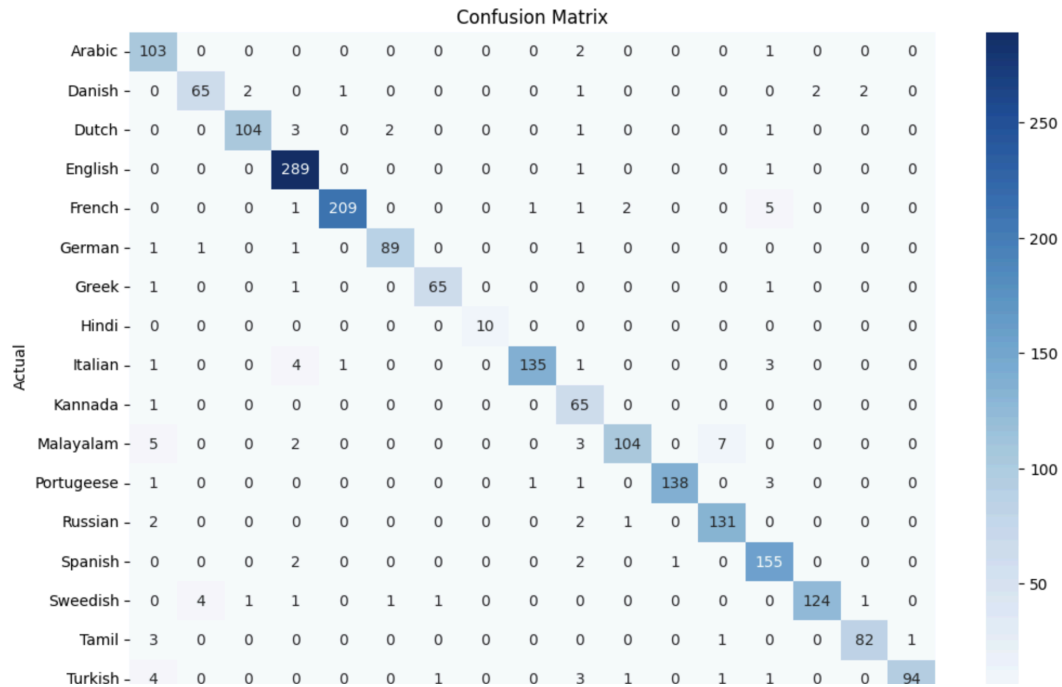 Confusion Matrix
Arabic 103 0 0 0 0 0 0 0 0 2 0 0 0 1 0 0 0
Danish 0 65 2 0 1 0 0 0 0 1 0 0 0 0 2 2 0
Dutch 0 0 104 3 0 2 0 0 0 1 0 0 0 1 0 0 0
English 0 0 0 289 0 0 0 0 0 1 0 0 0 1 0 0 0
French 0 0 0 1 209 0 0 0 1 1 2 0 0 5 0 0 0
German 1 1 0 1 0 89 0 0 0 1 0 0 0 0 0 0 0
Greek 1 0 0 1 0 0 65 0 0 0 0 0 0 1 0 0 0
Hindi 0 0 0 0 0 0 0 10 0 0 0 0 0 0 0 0 0
Italian 1 0 0 4 1 0 0 0 135 1 0 0 0 3 0 0 0
Kannada 1 0 0 0 0 0 0 0 0 65 0 0 0 0 0 0 0
Malayalam 5 0 0 2 0 0 0 0 0 3 104 0 7 0 0 0 0
Portugeese 1 0 0 0 0 0 0 0 1 1 0 138 0 3 0 0 0
Russian 2 0 0 0 0 0 0 0 0 2 1 0 131 0 0 0 0
Spanish 0 0 0 2 0 0 0 0 0 2 0 1 0 155 0 0 0
Sweedish 0 4 1 1 0 1 1 0 0 0 0 0 0 0 124 1 0
Tamil 3 0 0 0 0 0 0 0 0 0 0 0 1 0 0 82 1
Turkish 4 0 0 0 0 0 1 0 0 3 1 0 1 1 0 0 94
Actual
250
200
150
100
50